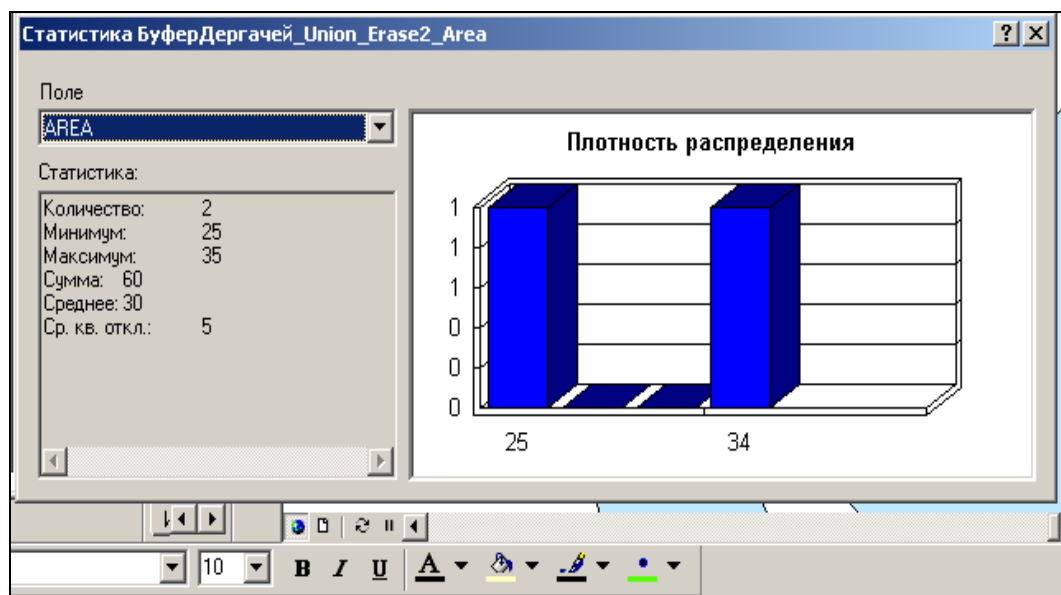 Статистика БуферДергачей_Union_Erase2_Area
Поле
AREA
Статистика:
Количество: 2
Минимум: 25
Максимум: 35
Сумма: 60
Среднее: 30
Ср. кв. откл.: 5
Плотность распределения
1
1
1
0
0
0
25 34
10 B I U A